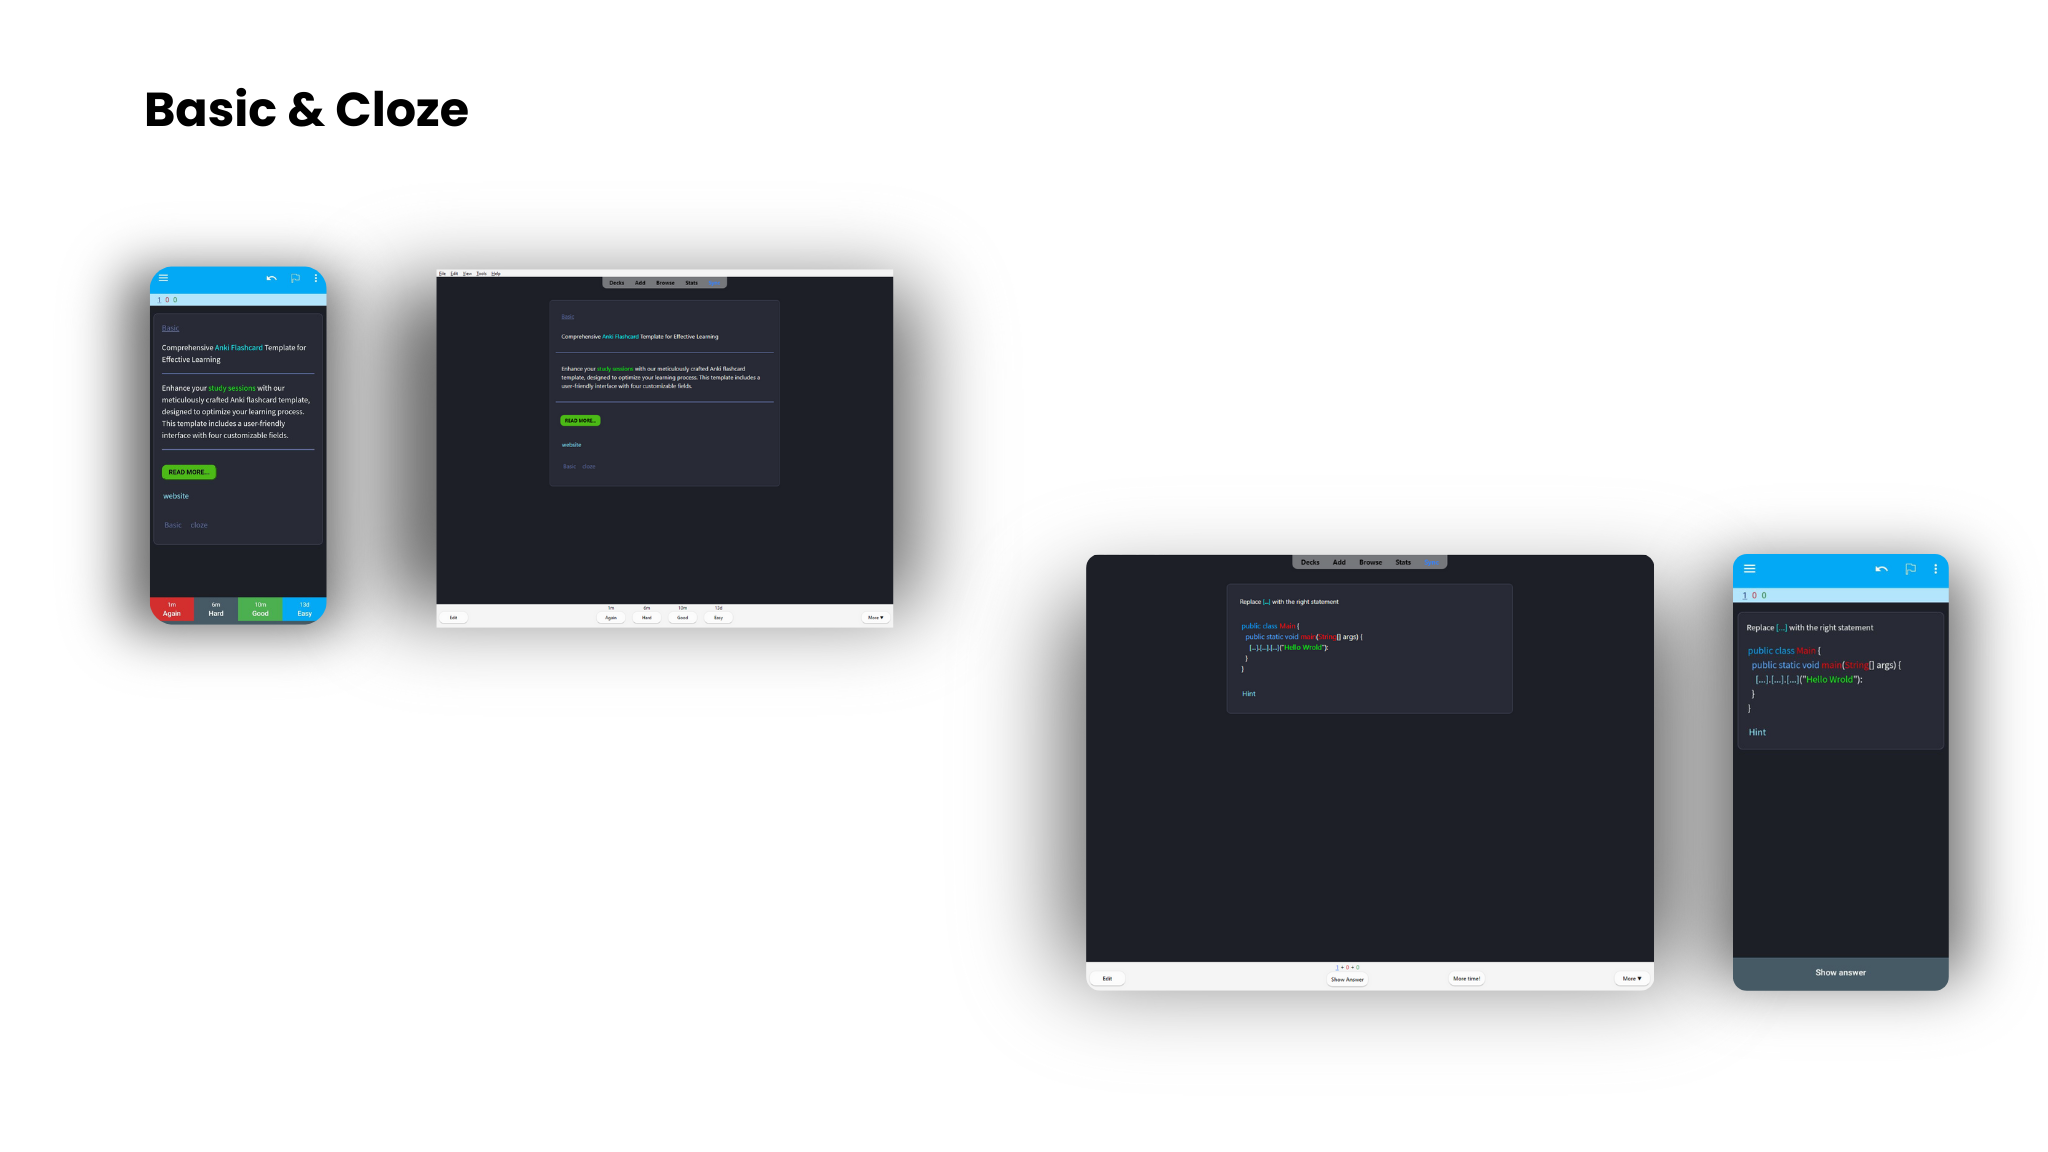 Basic & Cloze
1 0 0
Basic
Comprehensive Anki Flashcard Template for
Effective Learning
Enhance your study sessions with our
meticulously crafted Anki flashcard template,
designed to optimize your learning process.
This template includes a user-friendly
interface with four customizable fields.
READ MORE...
website
Basic cloze
1m 6m 10m 13d
Again Hard Good Easy
File Edit View Tools Help
Decks Add Browse Stats
Basic
Comprehensive Anki Flashcard Template for Effective Learning
Enhance your study sessions with our meticulously crafted Anki flashcard
template, designed to optimize your learning process. This template includes a
user-friendly interface with four customizable fields.
READ MORE...
website
Basic cloze
1m 6m 10m 13d
Edit Again Hard Good Easy More ▼
Decks Add Browse Stats
Replace [...] with the right statement
public class Main {
public static void main(String[] args) {
[...].[...].[...]("Hello Wrold");
}
}
Hint
1 + 0 + 0
Edit Show Answer More time! More ▼
1 0 0
Replace [...] with the right statement
public class Main {
public static void main(String[] args) {
[...].[...].[...]("Hello Wrold");
}
}
Hint
Show answer